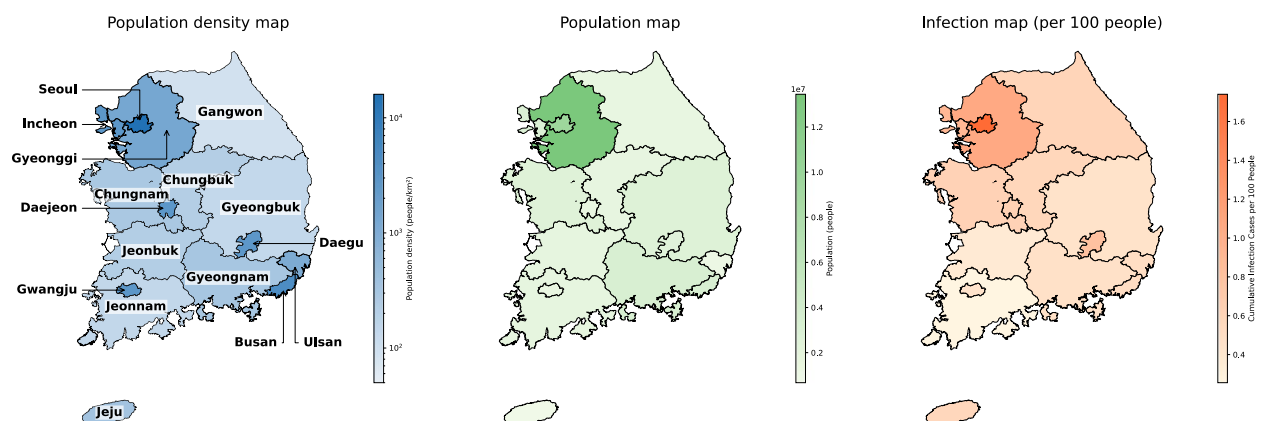 Population density map
Seoul
Incheon
Gyeonggi
Gangwon
Chungbuk
Chungnam
Daejeon
Gyeongbuk
Daegu
Jeonbuk
Gyeongnam
Gwangju
Jeonnam
Busan
Ulsan
Jeju
10⁴
10³
10²
Population density (people/km²)
Population map
1e7
1.2
1.0
0.8
0.6
0.4
0.2
Population (people)
Infection map (per 100 people)
1.6
1.4
1.2
1.0
0.8
0.6
0.4
Cumulative Infection Cases per 100 People